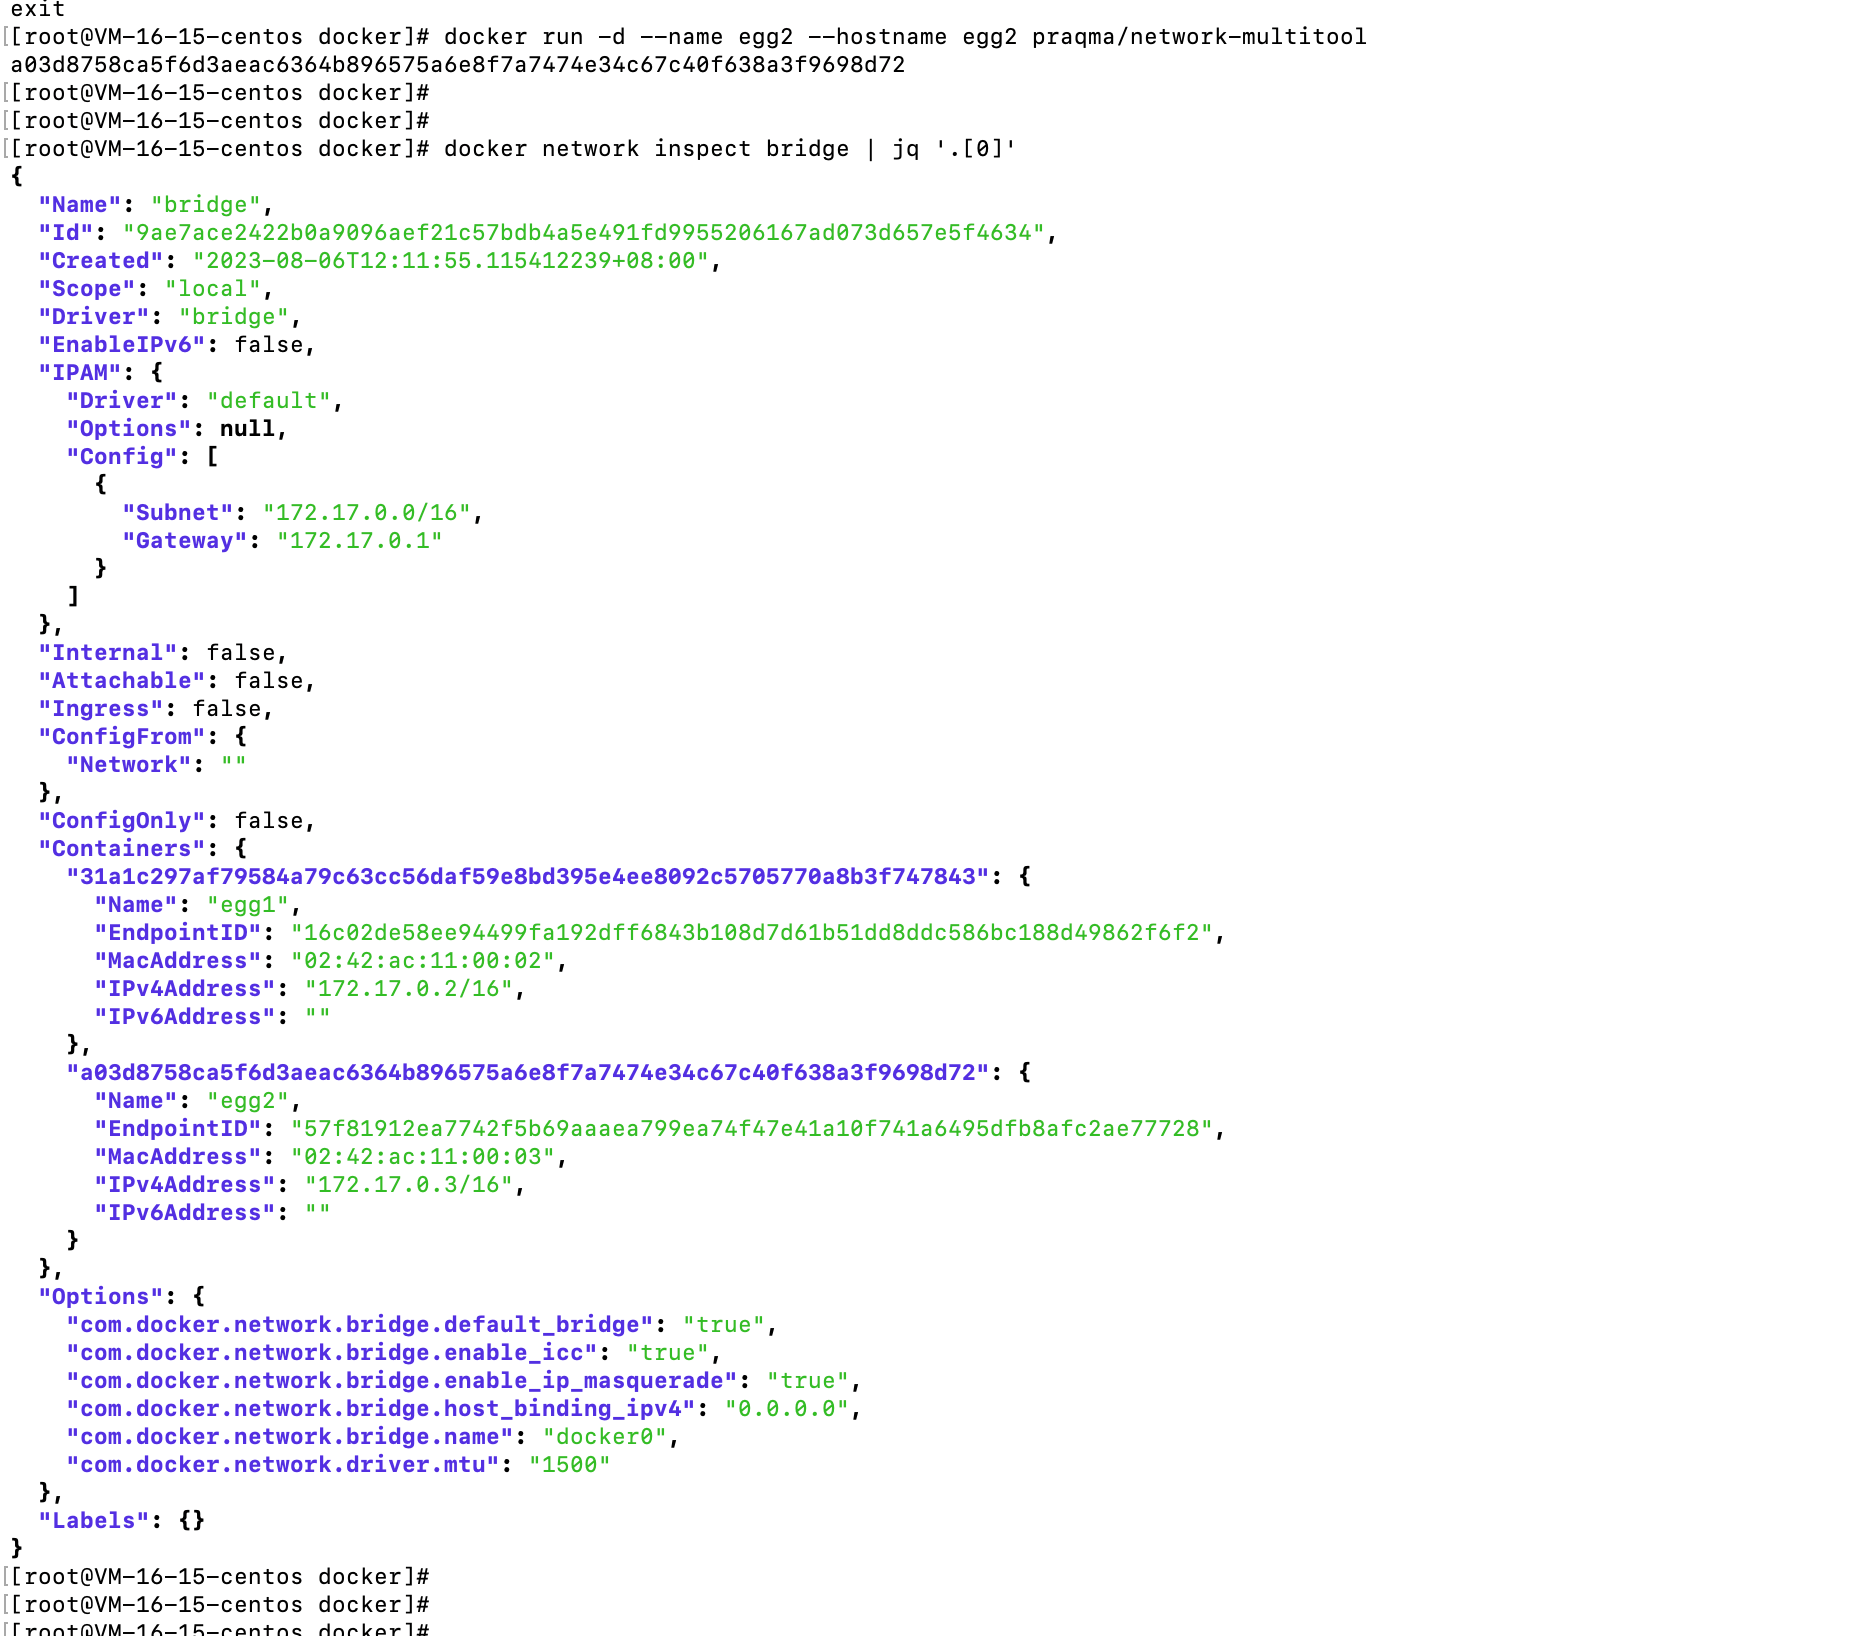 exit
[[root@VM-16-15-centos docker]# docker run -d --name egg2 --hostname egg2 praqma/network-multitool
a03d8758ca5f6d3aeac6364b896575a6e8f7a7474e34c67c40f638a3f9698d72
[[root@VM-16-15-centos docker]#
[[root@VM-16-15-centos docker]#
[[root@VM-16-15-centos docker]# docker network inspect bridge | jq '.[0]'
{
  "Name": "bridge",
  "Id": "9ae7ace2422b0a9096aef21c57bdb4a5e491fd9955206167ad073d657e5f4634",
  "Created": "2023-08-06T12:11:55.115412239+08:00",
  "Scope": "local",
  "Driver": "bridge",
  "EnableIPv6": false,
  "IPAM": {
    "Driver": "default",
    "Options": null,
    "Config": [
      {
        "Subnet": "172.17.0.0/16",
        "Gateway": "172.17.0.1"
      }
    ]
  },
  "Internal": false,
  "Attachable": false,
  "Ingress": false,
  "ConfigFrom": {
    "Network": ""
  },
  "ConfigOnly": false,
  "Containers": {
    "31a1c297af79584a79c63cc56daf59e8bd395e4ee8092c5705770a8b3f747843": {
      "Name": "egg1",
      "EndpointID": "16c02de58ee94499fa192dff6843b108d7d61b51dd8ddc586bc188d49862f6f2",
      "MacAddress": "02:42:ac:11:00:02",
      "IPv4Address": "172.17.0.2/16",
      "IPv6Address": ""
    },
    "a03d8758ca5f6d3aeac6364b896575a6e8f7a7474e34c67c40f638a3f9698d72": {
      "Name": "egg2",
      "EndpointID": "57f81912ea7742f5b69aaaea799ea74f47e41a10f741a6495dfb8afc2ae77728",
      "MacAddress": "02:42:ac:11:00:03",
      "IPv4Address": "172.17.0.3/16",
      "IPv6Address": ""
    }
  },
  "Options": {
    "com.docker.network.bridge.default_bridge": "true",
    "com.docker.network.bridge.enable_icc": "true",
    "com.docker.network.bridge.enable_ip_masquerade": "true",
    "com.docker.network.bridge.host_binding_ipv4": "0.0.0.0",
    "com.docker.network.bridge.name": "docker0",
    "com.docker.network.driver.mtu": "1500"
  },
  "Labels": {}
}
[[root@VM-16-15-centos docker]#
[[root@VM-16-15-centos docker]#
[[root@VM-16-15-centos docker]#